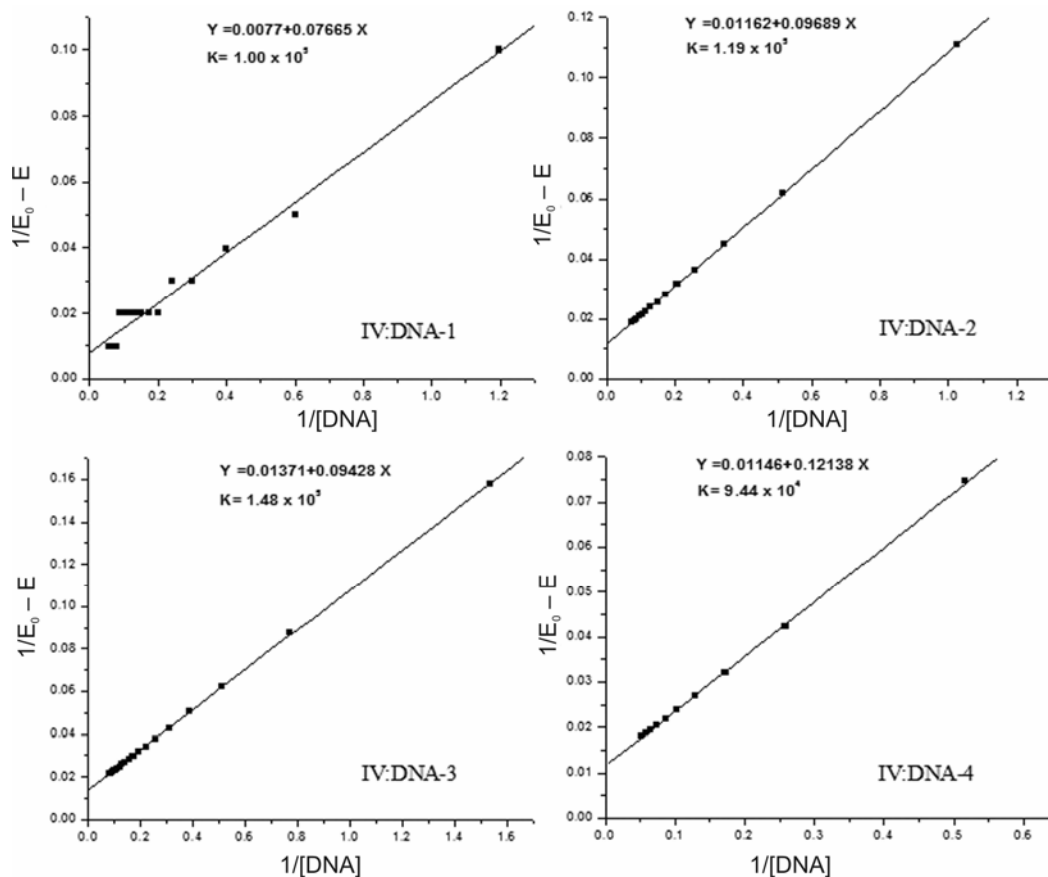 Y =0.0077+0.07665 X
K= 1.00 x 10⁵
0.10
0.08
0.06
0.04
0.02
0.00
1/E₀ – E
IV:DNA-1
0.0 0.2 0.4 0.6 0.8 1.0 1.2
1/[DNA]
Y =0.01162+0.09689 X
K= 1.19 x 10⁵
0.12
0.10
0.08
0.06
0.04
0.02
0.00
1/E₀ – E
IV:DNA-2
0.0 0.2 0.4 0.6 0.8 1.0 1.2
1/[DNA]
Y =0.01371+0.09428 X
K= 1.48 x 10⁵
0.16
0.14
0.12
0.10
0.08
0.06
0.04
0.02
0.00
1/E₀ – E
IV:DNA-3
0.0 0.2 0.4 0.6 0.8 1.0 1.2 1.4 1.6
1/[DNA]
Y =0.01146+0.12138 X
K= 9.44 x 10⁴
0.08
0.07
0.06
0.05
0.04
0.03
0.02
0.01
0.00
1/E₀ – E
IV:DNA-4
0.0 0.1 0.2 0.3 0.4 0.5 0.6
1/[DNA]